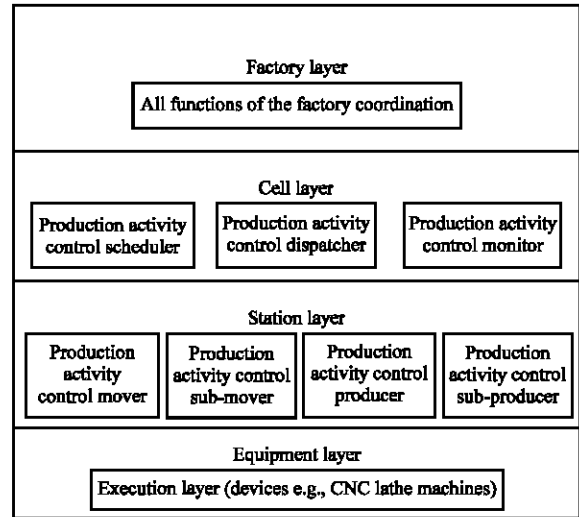 Factory layer
All functions of the factory coordination
Cell layer
Production activity
control scheduler
Production activity
control dispatcher
Production activity
control monitor
Station layer
Production
activity
control mover
Production
activity control
sub-mover
Production
activity control
producer
Production
activity control
sub-producer
Equipment layer
Execution layer (devices e.g., CNC lathe machines)